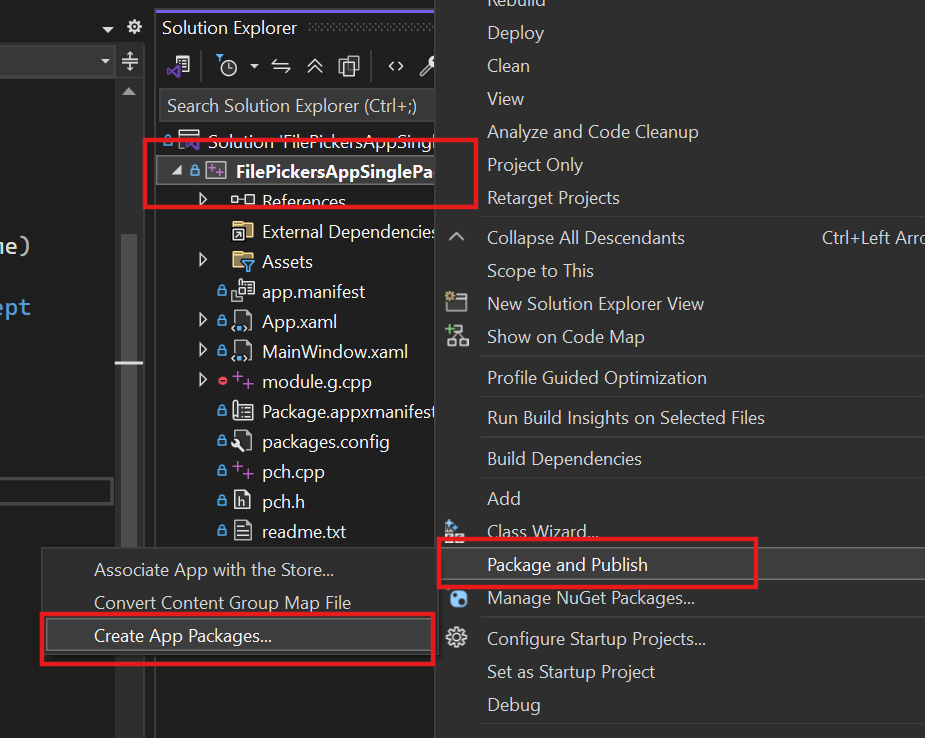 Solution Explorer
Search Solution Explorer (Ctrl+;)
Solution 'FilePickersAppSingl
FilePickersAppSinglePa
References
External Dependencies
Assets
app.manifest
App.xaml
MainWindow.xaml
module.g.cpp
Package.appxmanifest
packages.config
pch.cpp
pch.h
readme.txt
me)
ept
Associate App with the Store...
Convert Content Group Map File
Create App Packages...
Rebuild
Deploy
Clean
View
Analyze and Code Cleanup
Project Only
Retarget Projects
Collapse All Descendants Ctrl+Left Arro
Scope to This
New Solution Explorer View
Show on Code Map
Profile Guided Optimization
Run Build Insights on Selected Files
Build Dependencies
Add
Class Wizard...
Package and Publish
Manage NuGet Packages...
Configure Startup Projects...
Set as Startup Project
Debug